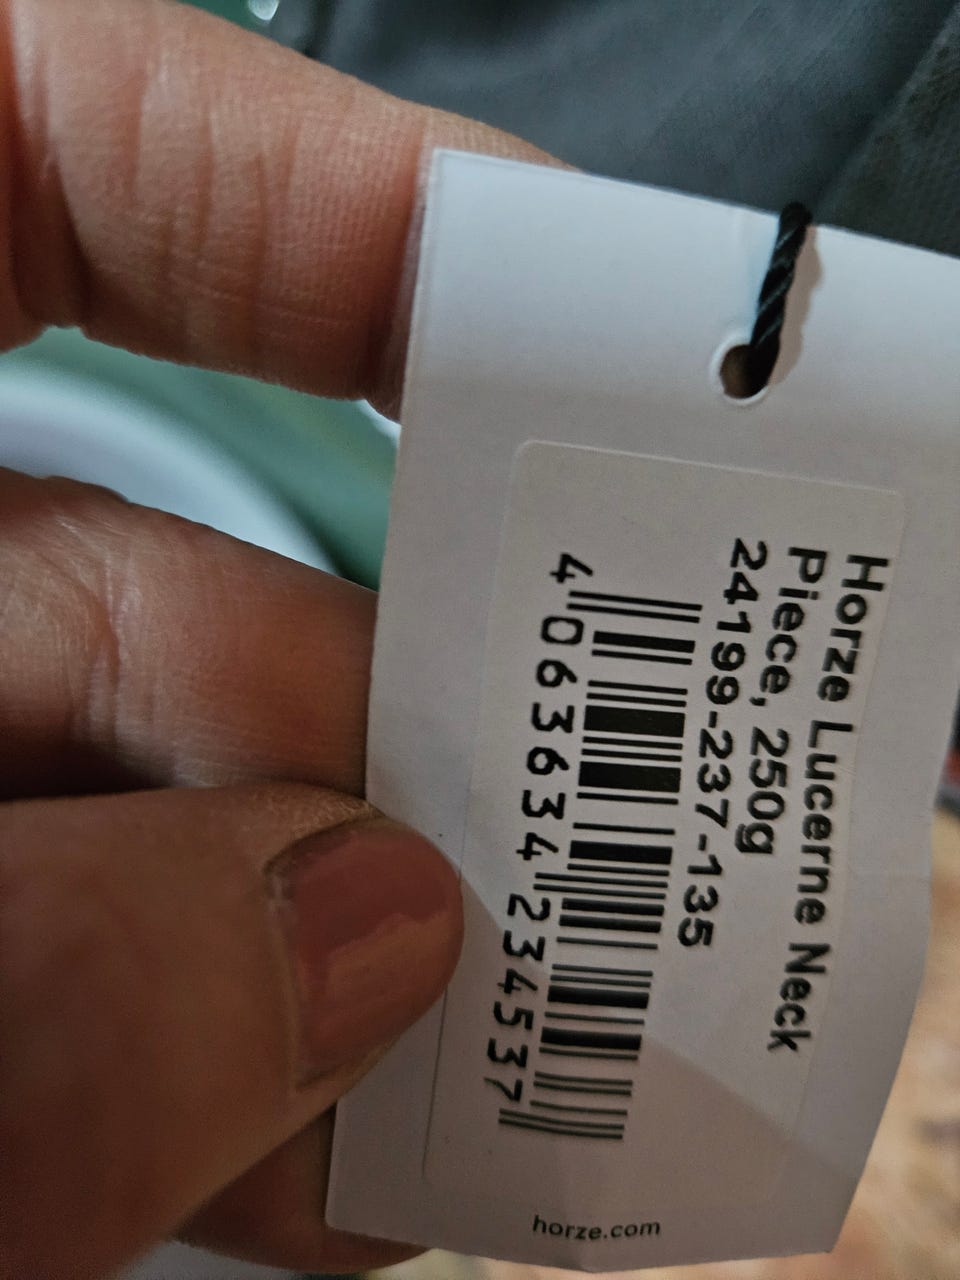 Horze Lucerne Neck
Piece, 250g
24199-237-135
4 063634 234537
horze.com